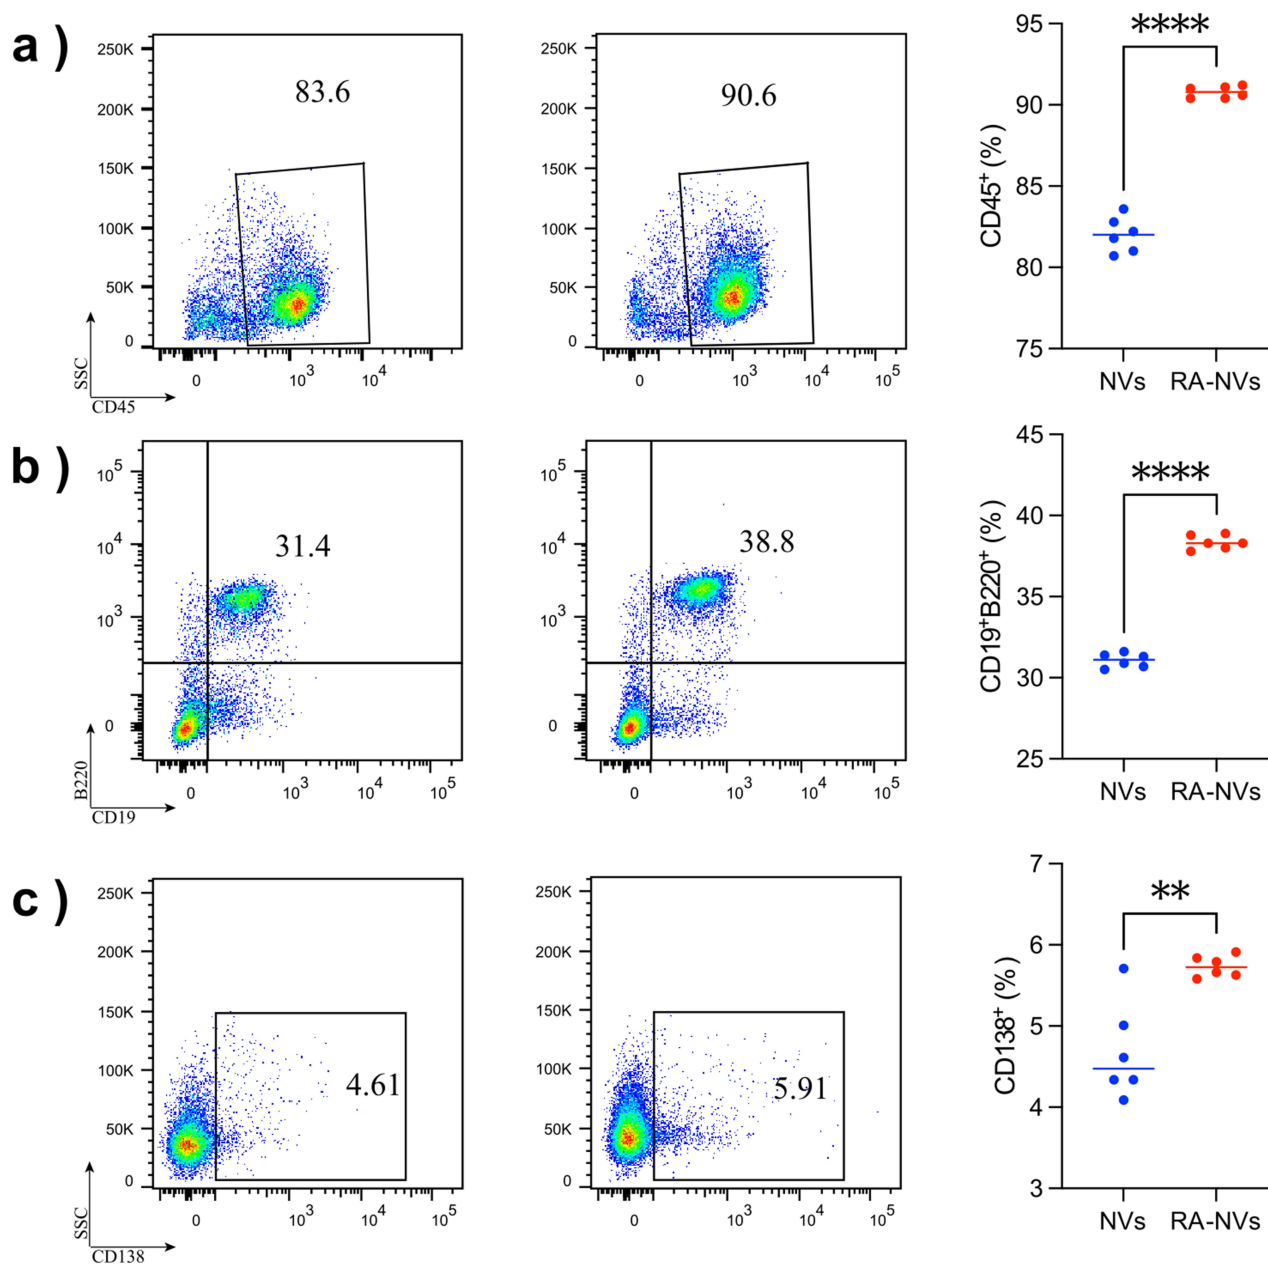 a )
250K
200K
150K
100K
50K
0
83.6
0 10³ 10⁴
SSC
CD45
250K
200K
150K
100K
50K
0
90.6
0 10³ 10⁴ 10⁵
****
CD45⁺ (%)
95
90
85
80
75
NVs RA-NVs
b )
10⁵
10⁴
10³
0
31.4
0 10³ 10⁴ 10⁵
B220
CD19
10⁵
10⁴
10³
0
38.8
0 10³ 10⁴ 10⁵
****
CD19⁺B220⁺ (%)
45
40
35
30
25
NVs RA-NVs
c )
250K
200K
150K
100K
50K
0
4.61
0 10³ 10⁴ 10⁵
SSC
CD138
250K
200K
150K
100K
50K
0
5.91
0 10³ 10⁴ 10⁵
**
CD138⁺ (%)
7
6
5
4
3
NVs RA-NVs